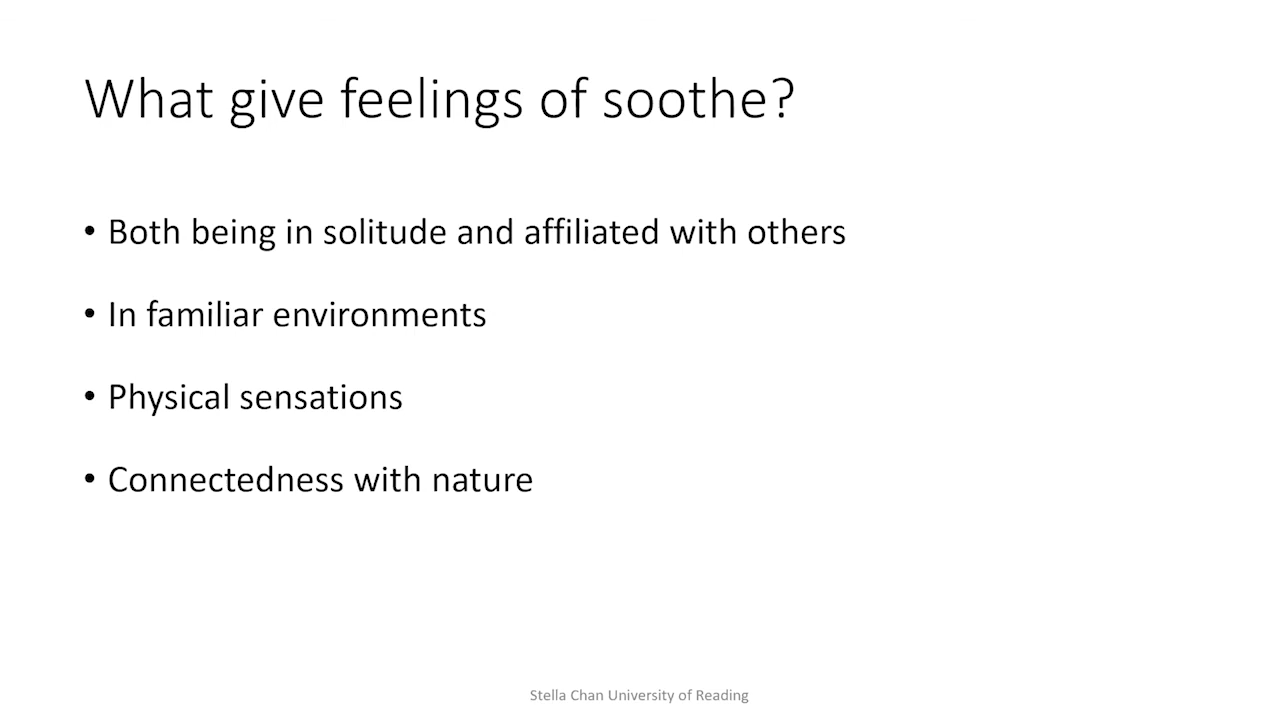 What give feelings of soothe?
• Both being in solitude and affiliated with others
• In familiar environments
• Physical sensations
• Connectedness with nature
Stella Chan University of Reading